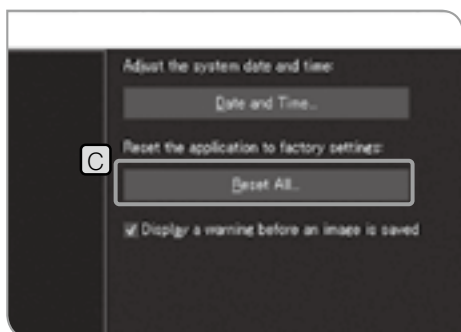 Adjust the system date and time:
Date and Time...
Reset the application to factory settings:
C
Reset All...
Display a warning before an image is saved